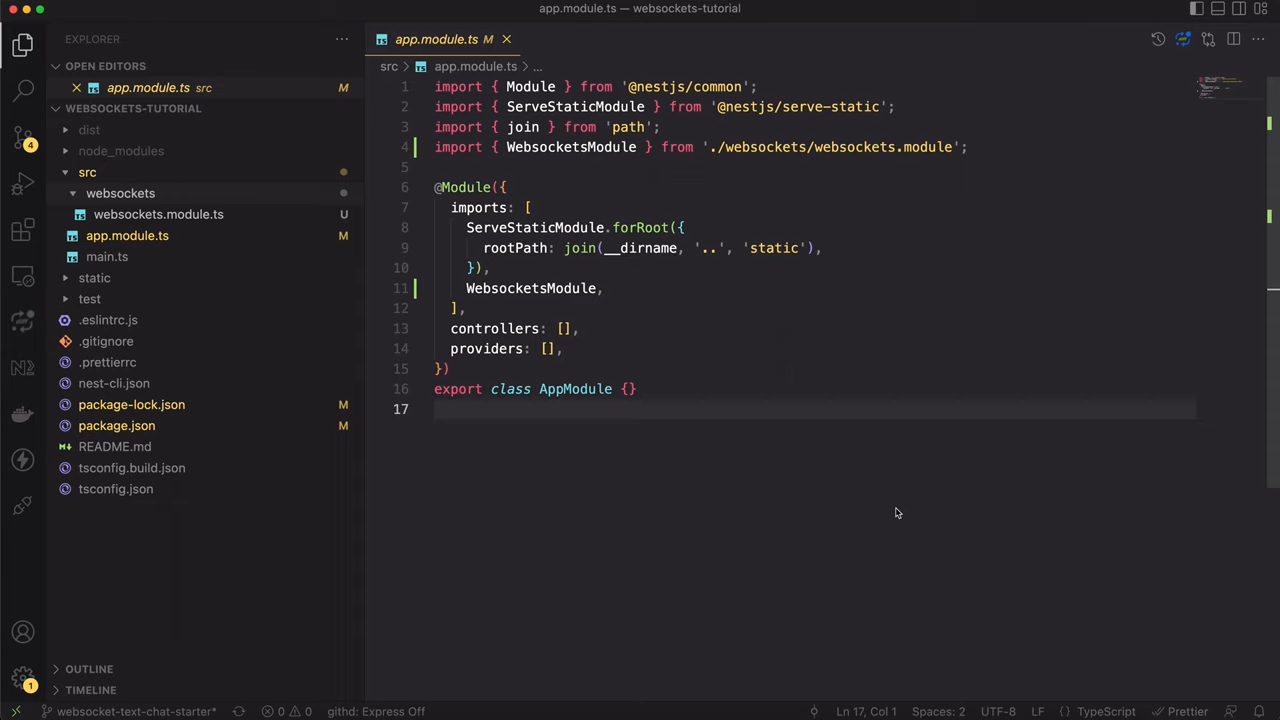 app.module.ts — websockets-tutorial
EXPLORER
OPEN EDITORS
app.module.ts src M
WEBSOCKETS-TUTORIAL
dist
node_modules
src
websockets
websockets.module.ts U
app.module.ts M
main.ts
static
test
.eslintrc.js
.gitignore
.prettierrc
nest-cli.json
package-lock.json M
package.json M
README.md
tsconfig.build.json
tsconfig.json
OUTLINE
TIMELINE
4
1
TS app.module.ts M
src > TS app.module.ts > ...
1 import { Module } from '@nestjs/common';
2 import { ServeStaticModule } from '@nestjs/serve-static';
3 import { join } from 'path';
4 import { WebsocketsModule } from './websockets/websockets.module';
5
6 @Module({
7 imports: [
8 ServeStaticModule.forRoot({
9 rootPath: join(__dirname, '..', 'static'),
10 }),
11 WebsocketsModule,
12 ],
13 controllers: [],
14 providers: [],
15 })
16 export class AppModule {}
17
websocket-text-chat-starter* 0 0 githd: Express Off Ln 17, Col 1 Spaces: 2 UTF-8 LF { } TypeScript Prettier